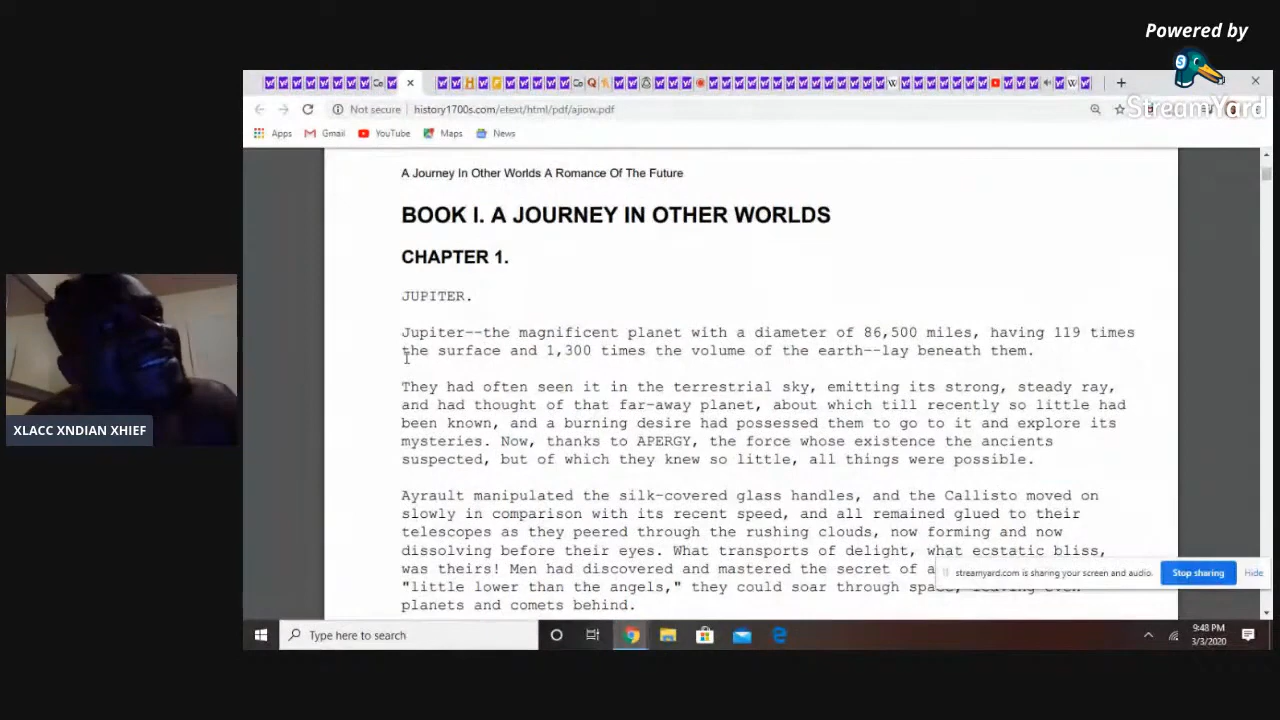 Powered by
StreamYard
Not secure
history1700s.com/etext/html/pdf/ajiow.pdf
Apps
Gmail
YouTube
Maps
News
A Journey In Other Worlds A Romance Of The Future
BOOK I. A JOURNEY IN OTHER WORLDS
CHAPTER 1.
JUPITER.
Jupiter--the magnificent planet with a diameter of 86,500 miles, having 119 times
the surface and 1,300 times the volume of the earth--lay beneath them.
They had often seen it in the terrestrial sky, emitting its strong, steady ray,
and had thought of that far-away planet, about which till recently so little had
been known, and a burning desire had possessed them to go to it and explore its
mysteries. Now, thanks to APERGY, the force whose existence the ancients
suspected, but of which they knew so little, all things were possible.
Ayrault manipulated the silk-covered glass handles, and the Callisto moved on
slowly in comparison with its recent speed, and all remained glued to their
telescopes as they peered through the rushing clouds, now forming and now
dissolving before their eyes. What transports of delight, what ecstatic bliss,
was theirs! Men had discovered and mastered the secret of
"little lower than the angels," they could soar through
planets and comets behind.
streamyard.com is sharing your screen and audio.
Stop sharing
Hide
XLACC XNDIAN XHIEF
Type here to search
9:48 PM
3/3/2020